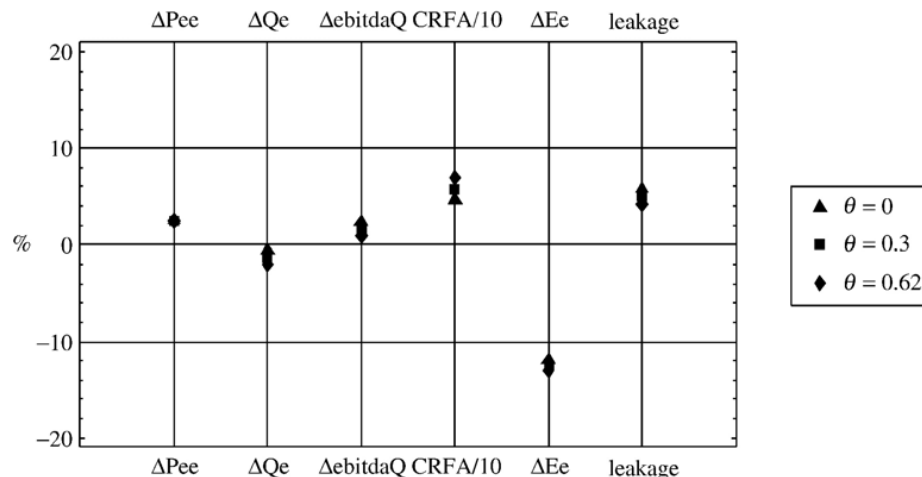 ΔPee ΔQe ΔebitdaQ CRFA/10 ΔEe leakage
20
10
% 0
−10
−20
ΔPee ΔQe ΔebitdaQ CRFA/10 ΔEe leakage
θ = 0
θ = 0.3
θ = 0.62